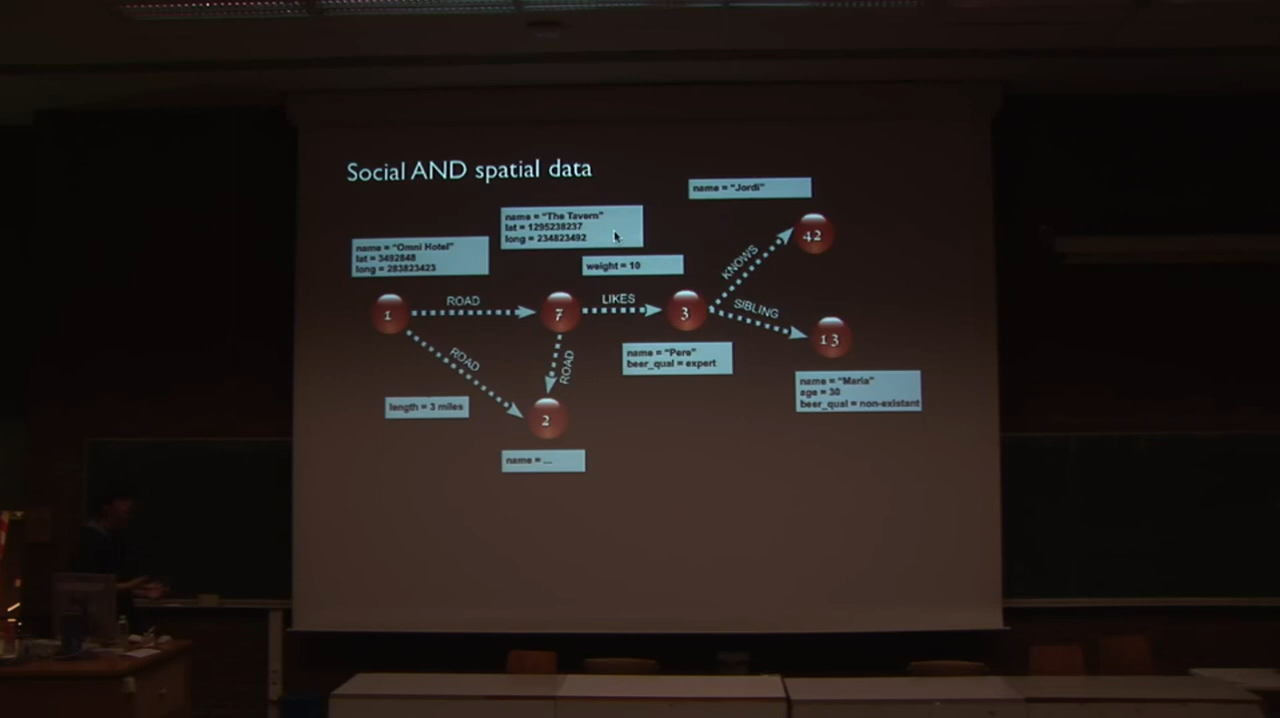 Social AND spatial data
name = "Jordi"
name = "The Tavern"
lat = 1295238237
long = 234823492
name = "Omni Hotel"
lat = 3492848
long = 283823423
weight = 10
42
KNOWS
1
ROAD
7
LIKES
3
SIBLING
13
ROAD
ROAD
name = "Pere"
beer_qual = expert
name = "Maria"
age = 30
beer_qual = non-existant
length = 3 miles
2
name = ...